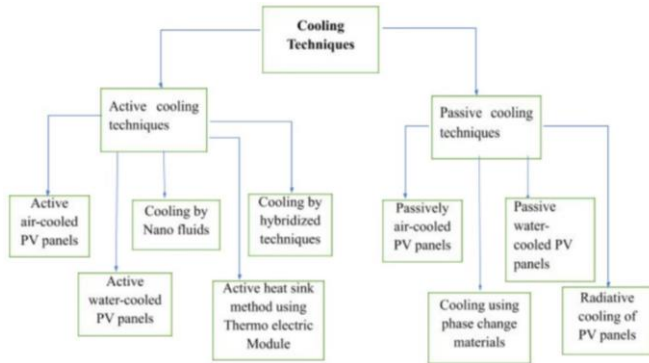 Cooling
Techniques
Active cooling
techniques
Passive cooling
techniques
Active
air-cooled
PV panels
Cooling by
Nano fluids
Cooling by
hybridized
techniques
Passively
air-cooled
PV panels
Passive
water-
cooled PV
panels
Active
water-cooled
PV panels
Active heat sink
method using
Thermo electric
Module
Cooling using
phase change
materials
Radiative
cooling of
PV panels